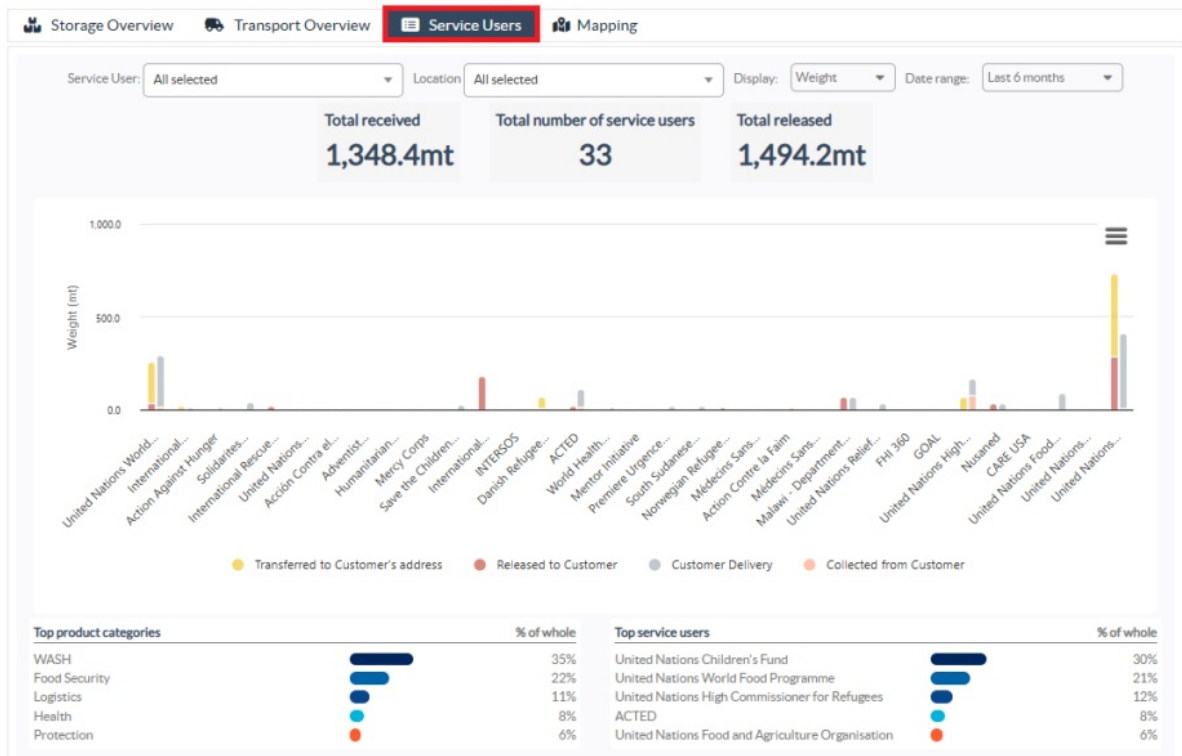 Storage Overview Transport Overview Service Users Mapping
Service User: All selected Location All selected Display: Weight Date range: Last 6 months
Total received Total number of service users Total released
1,348.4mt 33 1,494.2mt
1,000.0
500.0
0.0
Weight (mt)
United Nations World...
International...
Action Against Hunger
Solidarites...
International Rescue...
United Nations...
Acción Contra el...
Adventist...
Humanitarian...
Mercy Corps
Save the Children...
International...
INTERSOS
Danish Refugee...
ACTED
World Health...
Mentor Initiative
Premiere Urgence...
South Sudanese...
Norwegian Refugee...
Médecins Sans...
Action Contre la Faim
Médecins Sans...
Malawi - Department...
United Nations Relief...
FHI 360
GOAL
United Nations High...
Nusaned
CARE USA
United Nations Food...
United Nations...
United Nations...
Transferred to Customer's address Released to Customer Customer Delivery Collected from Customer
Top product categories % of whole
WASH 35%
Food Security 22%
Logistics 11%
Health 8%
Protection 6%
Top service users % of whole
United Nations Children's Fund 30%
United Nations World Food Programme 21%
United Nations High Commissioner for Refugees 12%
ACTED 8%
United Nations Food and Agriculture Organisation 6%